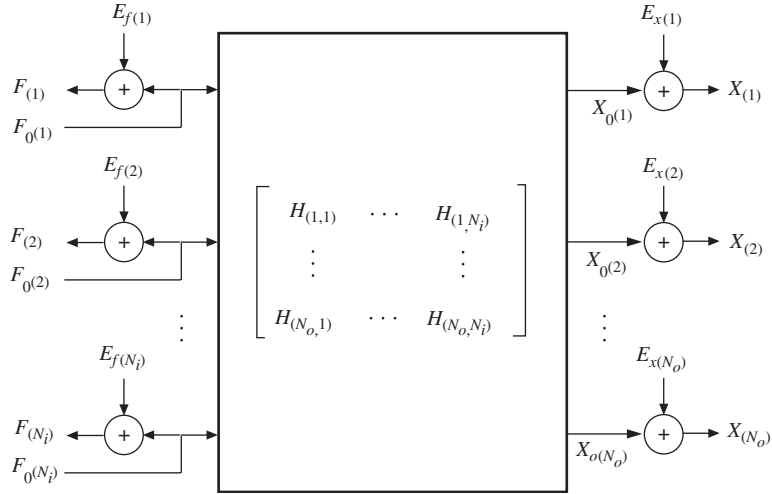 E_{f(1)}
F_{(1)}
+
F_{0(1)}
E_{f(2)}
F_{(2)}
+
F_{0(2)}
⋮
E_{f(N_i)}
F_{(N_i)}
+
F_{0(N_i)}
H_{(1,1)} ⋯ H_{(1,N_i)}
⋮ ⋮
H_{(N_o,1)} ⋯ H_{(N_o,N_i)}
E_{x(1)}
X_{0(1)}
+
X_{(1)}
E_{x(2)}
X_{0(2)}
+
X_{(2)}
⋮
E_{x(N_o)}
X_{o(N_o)}
+
X_{(N_o)}